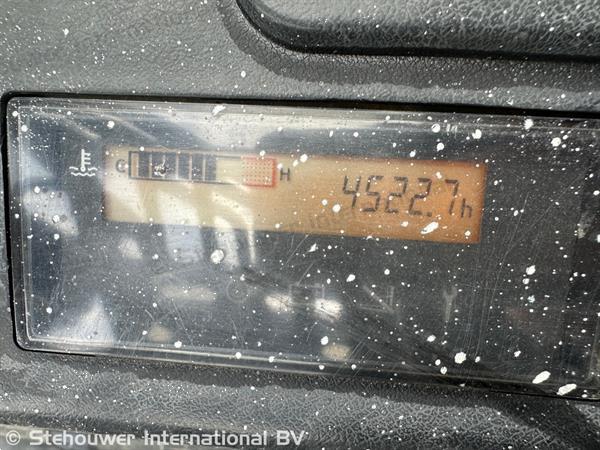 C H 4522.7h
© Stehouwer International BV